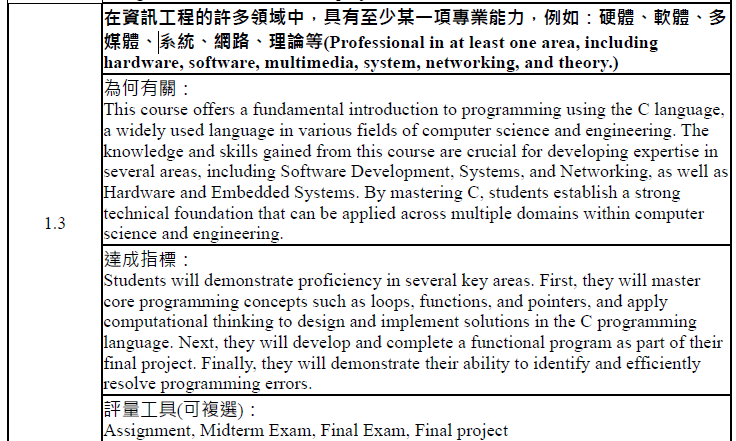 在資訊工程的許多領域中，具有至少某一項專業能力，例如：硬體、軟體、多
媒體、系統、網路、理論等(Professional in at least one area, including
hardware, software, multimedia, system, networking, and theory.)
1.3
為何有關：
This course offers a fundamental introduction to programming using the C language,
a widely used language in various fields of computer science and engineering. The
knowledge and skills gained from this course are crucial for developing expertise in
several areas, including Software Development, Systems, and Networking, as well as
Hardware and Embedded Systems. By mastering C, students establish a strong
technical foundation that can be applied across multiple domains within computer
science and engineering.
達成指標：
Students will demonstrate proficiency in several key areas. First, they will master
core programming concepts such as loops, functions, and pointers, and apply
computational thinking to design and implement solutions in the C programming
language. Next, they will develop and complete a functional program as part of their
final project. Finally, they will demonstrate their ability to identify and efficiently
resolve programming errors.
評量工具(可複選)：
Assignment, Midterm Exam, Final Exam, Final project